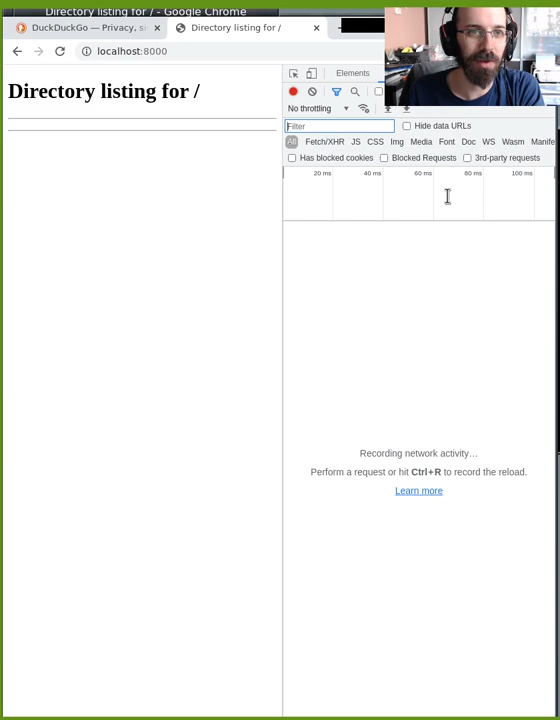 Directory listing for / - Google Chrome
DuckDuckGo — Privacy, si
Directory listing for /
localhost:8000
Directory listing for /
Elements
No throttling
Filter
Hide data URLs
All Fetch/XHR JS CSS Img Media Font Doc WS Wasm Manife
Has blocked cookies Blocked Requests 3rd-party requests
20 ms 40 ms 60 ms 80 ms 100 ms
Recording network activity…
Perform a request or hit Ctrl+R to record the reload.
Learn more